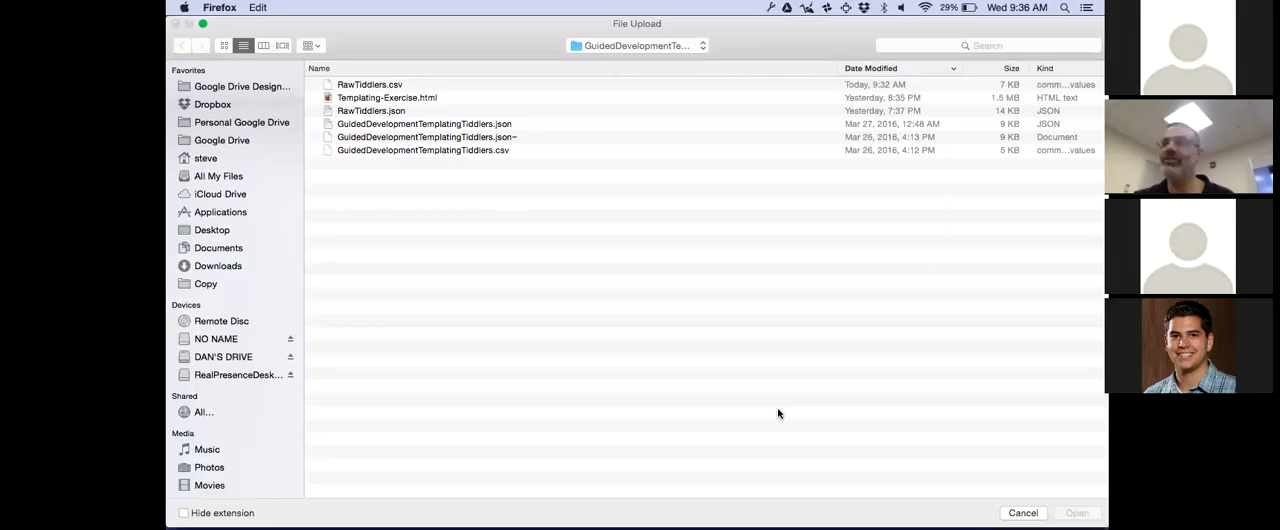 Firefox Edit 29% Wed 9:36 AM
File Upload
GuidedDevelopmentTe... Search
Favorites
Google Drive Design...
Dropbox
Personal Google Drive
Google Drive
steve
All My Files
iCloud Drive
Applications
Desktop
Documents
Downloads
Copy
Devices
Remote Disc
NO NAME
DAN'S DRIVE
RealPresenceDesk...
Shared
All...
Media
Music
Photos
Movies
Name Date Modified Size Kind
RawTiddlers.csv Today, 9:32 AM 7 KB comm...values
Templating-Exercise.html Yesterday, 8:35 PM 1.5 MB HTML text
RawTiddlers.json Yesterday, 7:37 PM 14 KB JSON
GuidedDevelopmentTemplatingTiddlers.json Mar 27, 2016, 12:48 AM 9 KB JSON
GuidedDevelopmentTemplatingTiddlers.json~ Mar 26, 2016, 4:13 PM 9 KB Document
GuidedDevelopmentTemplatingTiddlers.csv Mar 26, 2016, 4:12 PM 5 KB comm...values
Hide extension Cancel Open